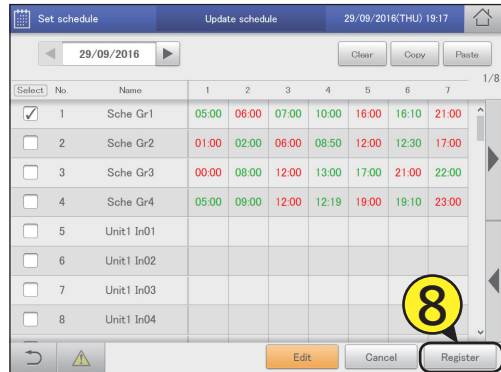 Set schedule Update schedule 29/09/2016(THU) 19:17
29/09/2016 Clear Copy Paste
1/8
Select No. Name 1 2 3 4 5 6 7
1 Sche Gr1 05:00 06:00 07:00 10:00 16:00 16:10 21:00
2 Sche Gr2 01:00 02:00 06:00 08:50 12:00 12:30 17:00
3 Sche Gr3 00:00 08:00 12:00 13:00 17:00 21:00 22:00
4 Sche Gr4 05:00 09:00 12:00 12:19 19:00 19:10 23:00
5 Unit1 In01
6 Unit1 In02
7 Unit1 In03
8 Unit1 In04
8
Edit Cancel Register